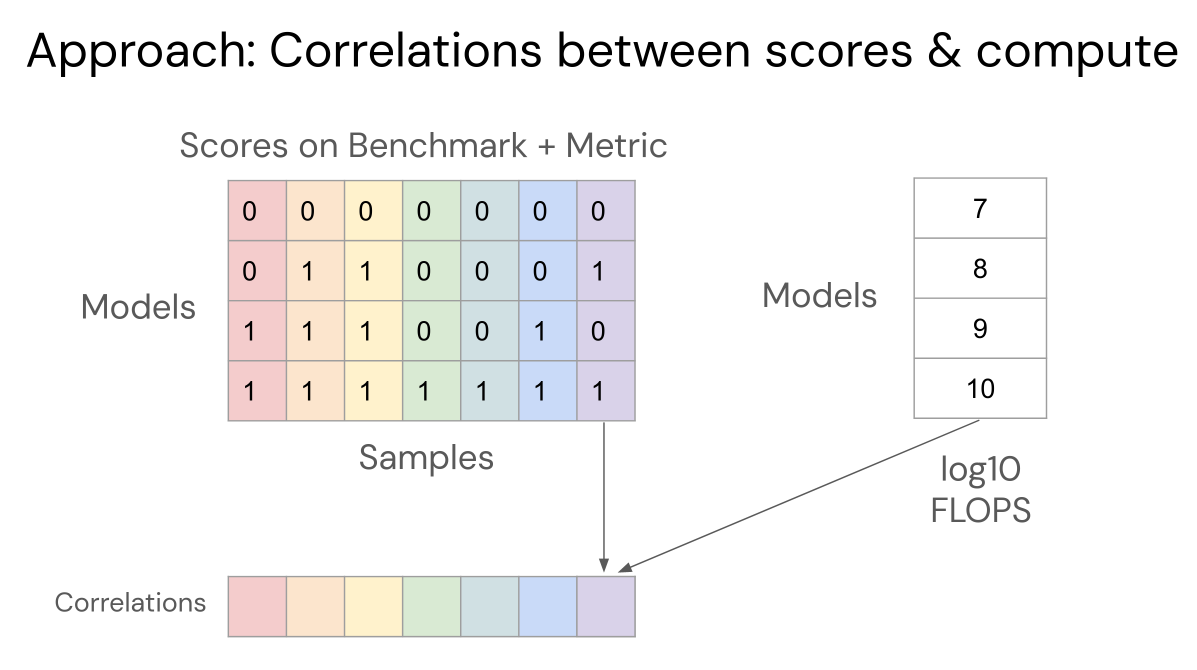 Approach: Correlations between scores & compute
Scores on Benchmark + Metric
0 0 0 0 0 0 0
0 1 1 0 0 0 1
1 1 1 0 0 1 0
1 1 1 1 1 1 1
Models
Samples
Models
7
8
9
10
log10
FLOPS
Correlations